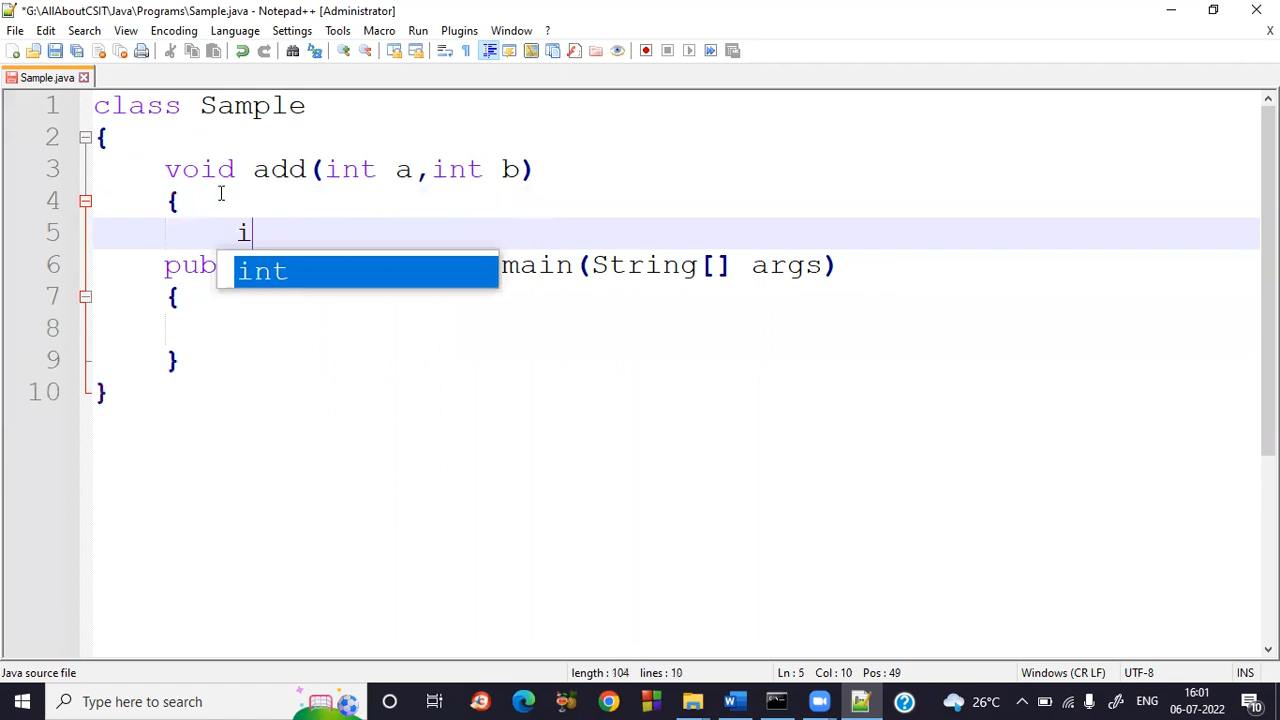 *G:\AllAboutCSIT\Java\Programs\Sample.java - Notepad++ [Administrator]
File Edit Search View Encoding Language Settings Tools Macro Run Plugins Window ? X
Sample.java
1 class Sample
2 {
3 void add(int a,int b)
4 {
5 i
int
6 pub main(String[] args)
7 {
8
9 }
10 }
Java source file length : 104 lines : 10 Ln : 5 Col : 10 Pos : 49 Windows (CR LF) UTF-8 INS
Type here to search 26°C ENG 16:01
06-07-2022 10